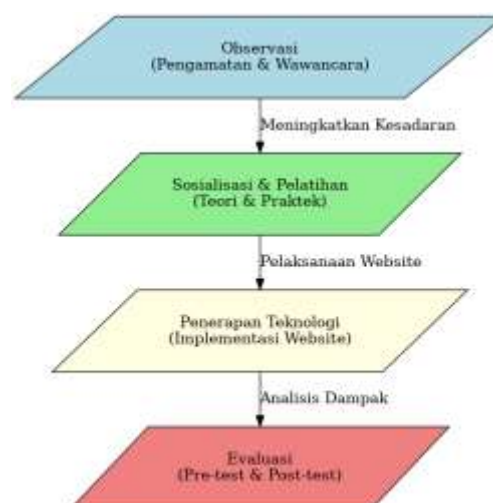 Observasi
(Pengamatan & Wawancara)
Meningkatkan Kesadaran
Sosialisasi & Pelatihan
(Teori & Praktek)
Pelaksanaan Website
Penerapan Teknologi
(Implementasi Website)
Analisis Dampak
Evaluasi
(Pre-test & Post-test)